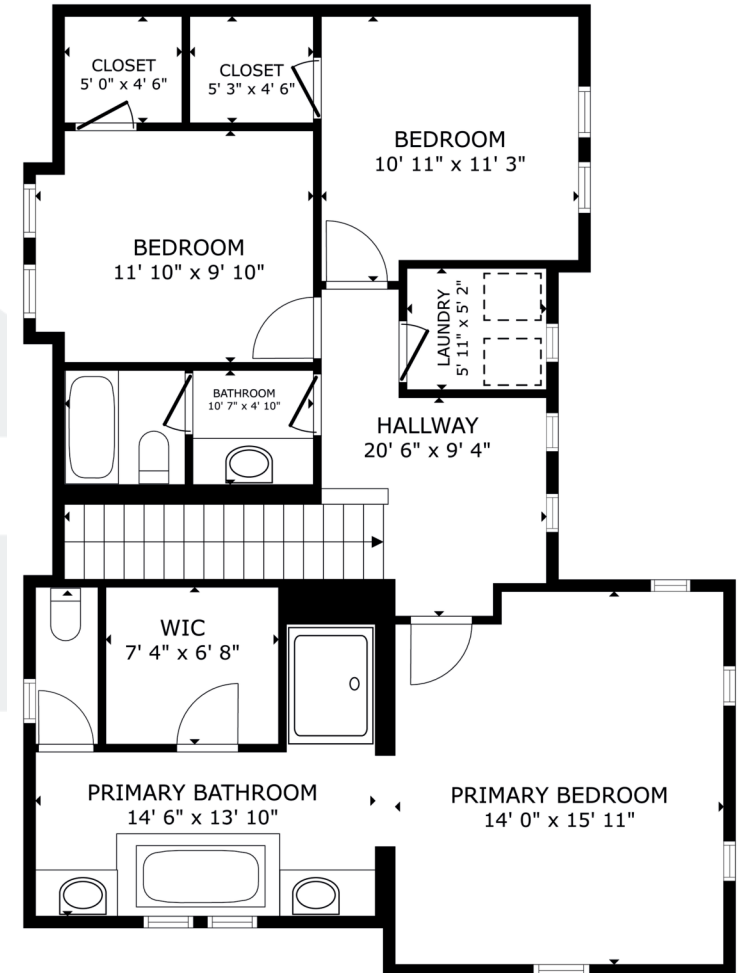 CLOSET
5' 0" x 4' 6"
CLOSET
5' 3" x 4' 6"
BEDROOM
10' 11" x 11' 3"
BEDROOM
11' 10" x 9' 10"
LAUNDRY
5' 11" x 5' 2"
BATHROOM
10' 7" x 4' 10"
HALLWAY
20' 6" x 9' 4"
WIC
7' 4" x 6' 8"
PRIMARY BATHROOM
14' 6" x 13' 10"
PRIMARY BEDROOM
14' 0" x 15' 11"